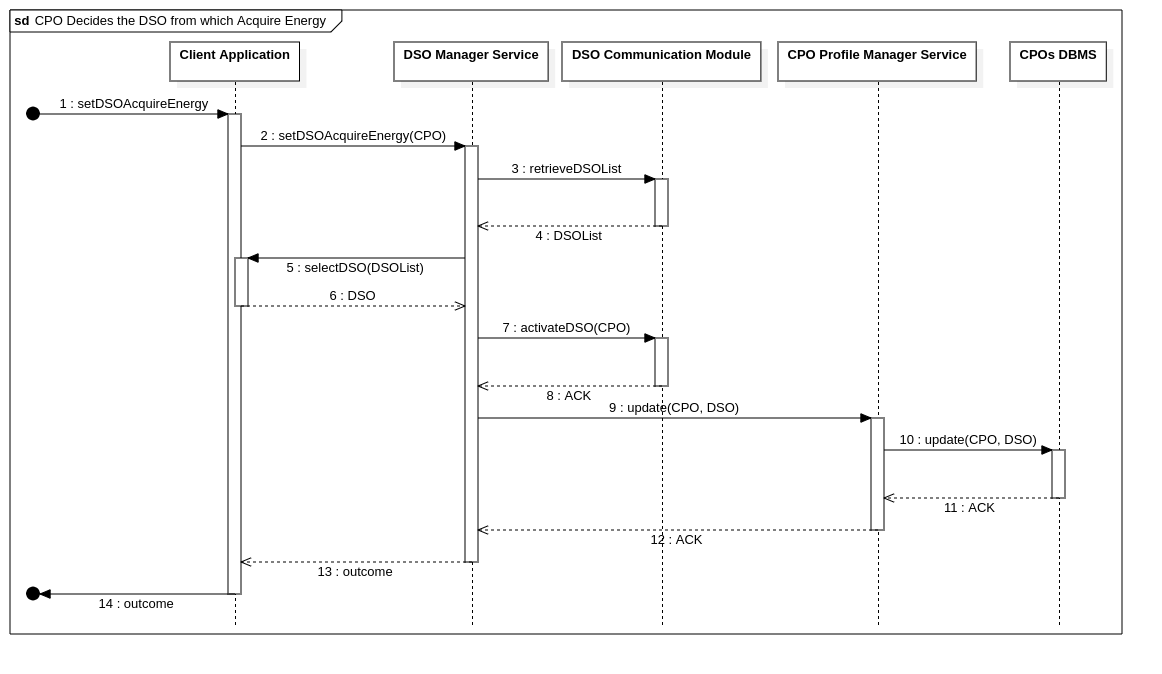 sd CPO Decides the DSO from which Acquire Energy
Client Application
DSO Manager Service
DSO Communication Module
CPO Profile Manager Service
CPOs DBMS
1 : setDSOAcquireEnergy
2 : setDSOAcquireEnergy(CPO)
3 : retrieveDSOList
4 : DSOList
5 : selectDSO(DSOList)
6 : DSO
7 : activateDSO(CPO)
8 : ACK
9 : update(CPO, DSO)
10 : update(CPO, DSO)
11 : ACK
12 : ACK
13 : outcome
14 : outcome